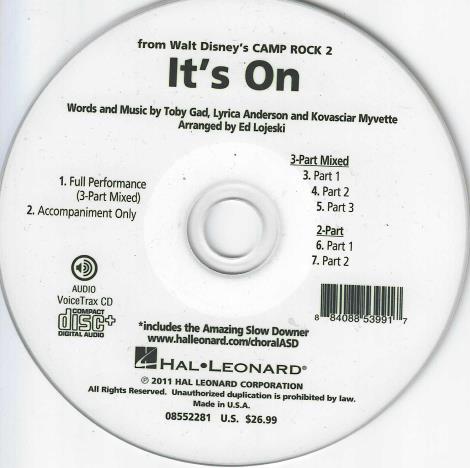 from Walt Disney's CAMP ROCK 2
It's On
Words and Music by Toby Gad, Lyrica Anderson and Kovasciar Myvette
Arranged by Ed Lojeski
1. Full Performance
(3-Part Mixed)
2. Accompaniment Only
3-Part Mixed
3. Part 1
4. Part 2
5. Part 3
2-Part
6. Part 1
7. Part 2
AUDIO
VoiceTrax CD
COMPACT
disc+
DIGITAL AUDIO
8 84088 53991 7
*includes the Amazing Slow Downer
www.halleonard.com/choralASD
HAL•LEONARD®
℗ 2011 HAL LEONARD CORPORATION
All Rights Reserved. Unauthorized duplication is prohibited by law.
Made in U.S.A.
08552281 U.S. $26.99